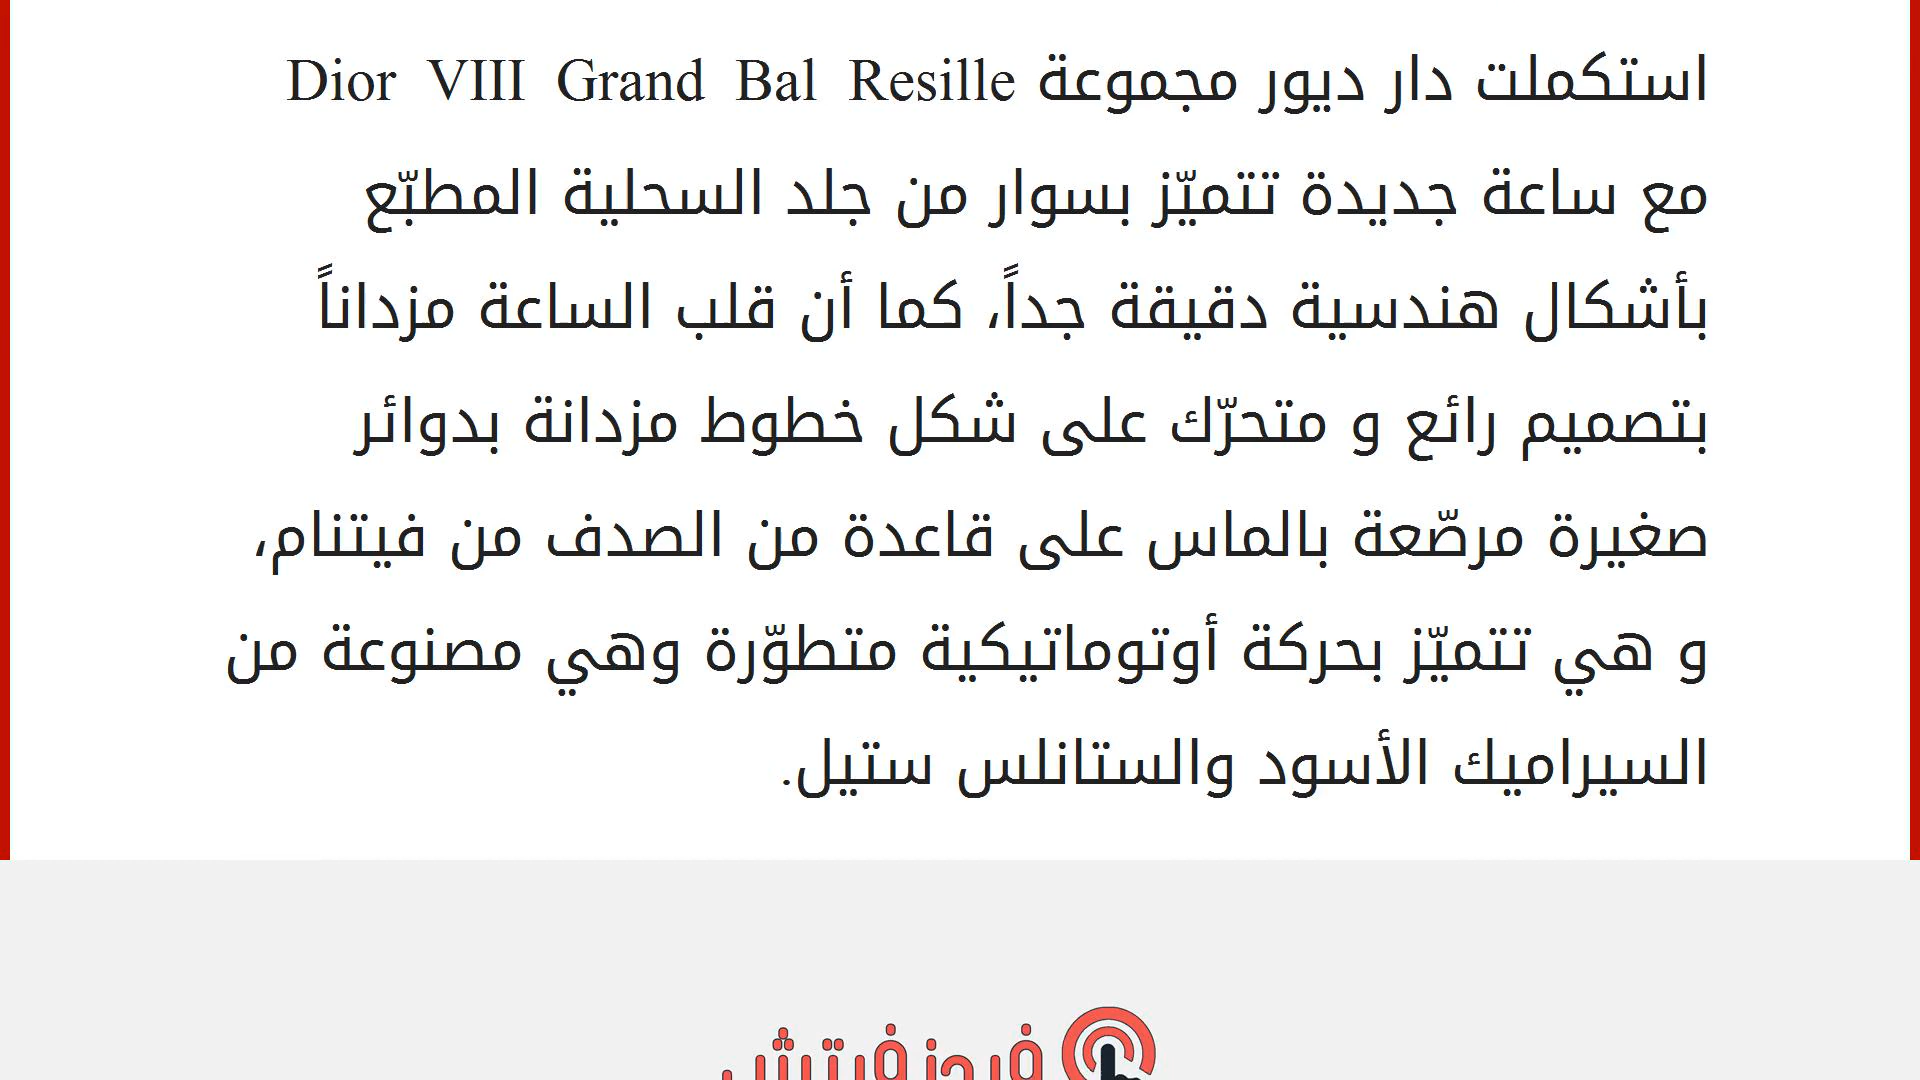 استكملت دار ديور مجموعة Dior VIII Grand Bal Resille
مع ساعة جديدة تتميّز بسوار من جلد السحلية المطبّع
بأشكال هندسية دقيقة جداً، كما أن قلب الساعة مزداناً
بتصميم رائع و متحرّك على شكل خطوط مزدانة بدوائر
صغيرة مرصّعة بالماس على قاعدة من الصدف من فيتنام،
و هي تتميّز بحركة أوتوماتيكية متطوّرة وهي مصنوعة من
السيراميك الأسود والستانلس ستيل.